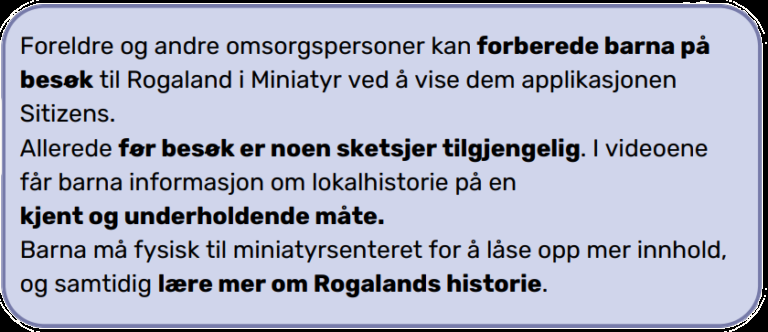 Foreldre og andre omsorgspersoner kan forberede barna på
besøk til Rogaland i Miniatyr ved å vise dem applikasjonen
Sitizens.
Allerede før besøk er noen sketsjer tilgjengelig. I videoene
får barna informasjon om lokalhistorie på en
kjent og underholdende måte.
Barna må fysisk til miniatyrsenteret for å låse opp mer innhold,
og samtidig lære mer om Rogalands historie.